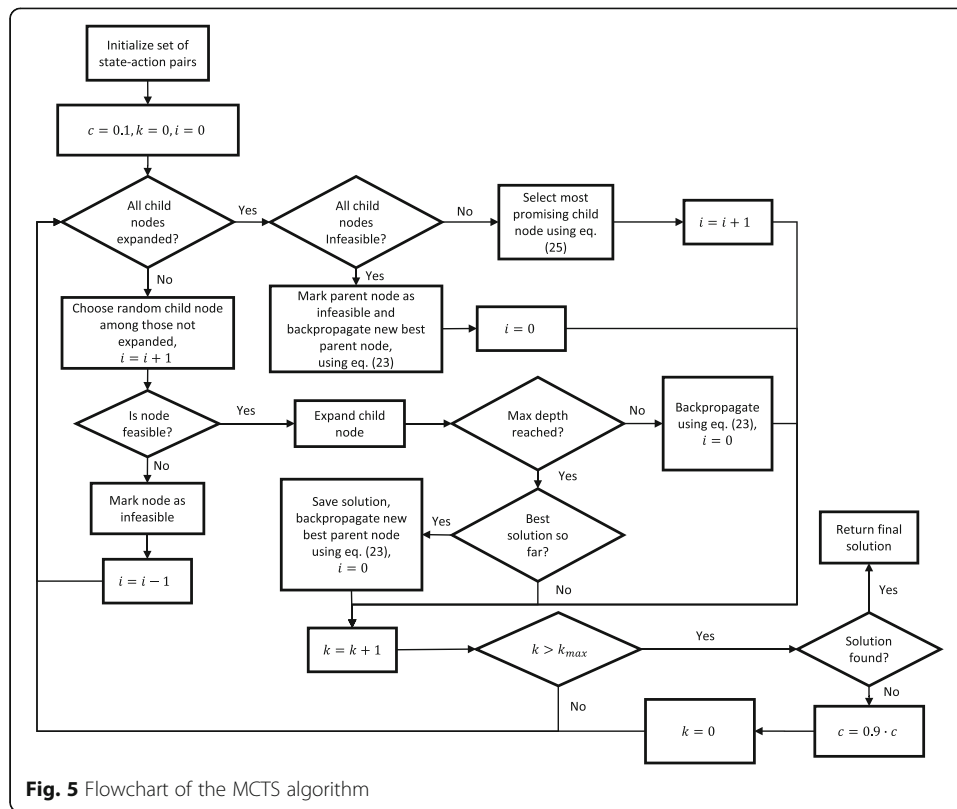 Initialize set of
state-action pairs
c = 0.1, k = 0, i = 0
All child
nodes
expanded?
Yes
All child
nodes
Infeasible?
No
Select most
promising child
node using eq.
(25)
i = i + 1
No
Yes
Choose random child node
among those not
expanded,
i = i + 1
Mark parent node as
infeasible and
backpropagate new best
parent node,
using eq. (23)
i = 0
Is node
feasible?
Yes
Expand child
node
Max depth
reached?
No
Backpropagate
using eq. (23),
i = 0
No
Yes
Mark node as
infeasible
Save solution,
backpropagate new
best parent node
using eq. (23),
i = 0
Yes
Best
solution so
far?
Return final
solution
i = i − 1
No
Yes
k = k + 1
k > kmax
Yes
Solution
found?
No
No
k = 0
c = 0.9 · c
Fig. 5 Flowchart of the MCTS algorithm